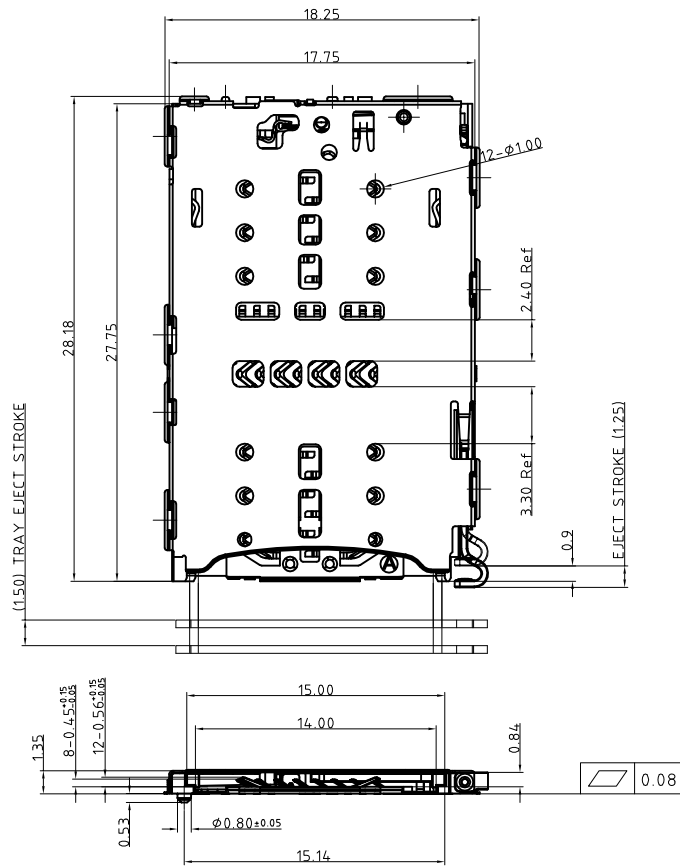 18.25
17.75
12-Ø1.00
2.40 Ref
28.18
27.75
3.30 Ref
EJECT STROKE (1.25)
0.9
(1.50) TRAY EJECT STROKE
A
15.00
14.00
1.35
8-0.45 +0.15 -0.05
12-0.56 +0.15 -0.05
0.84
0.08
0.53
Ø0.80±0.05
15.14